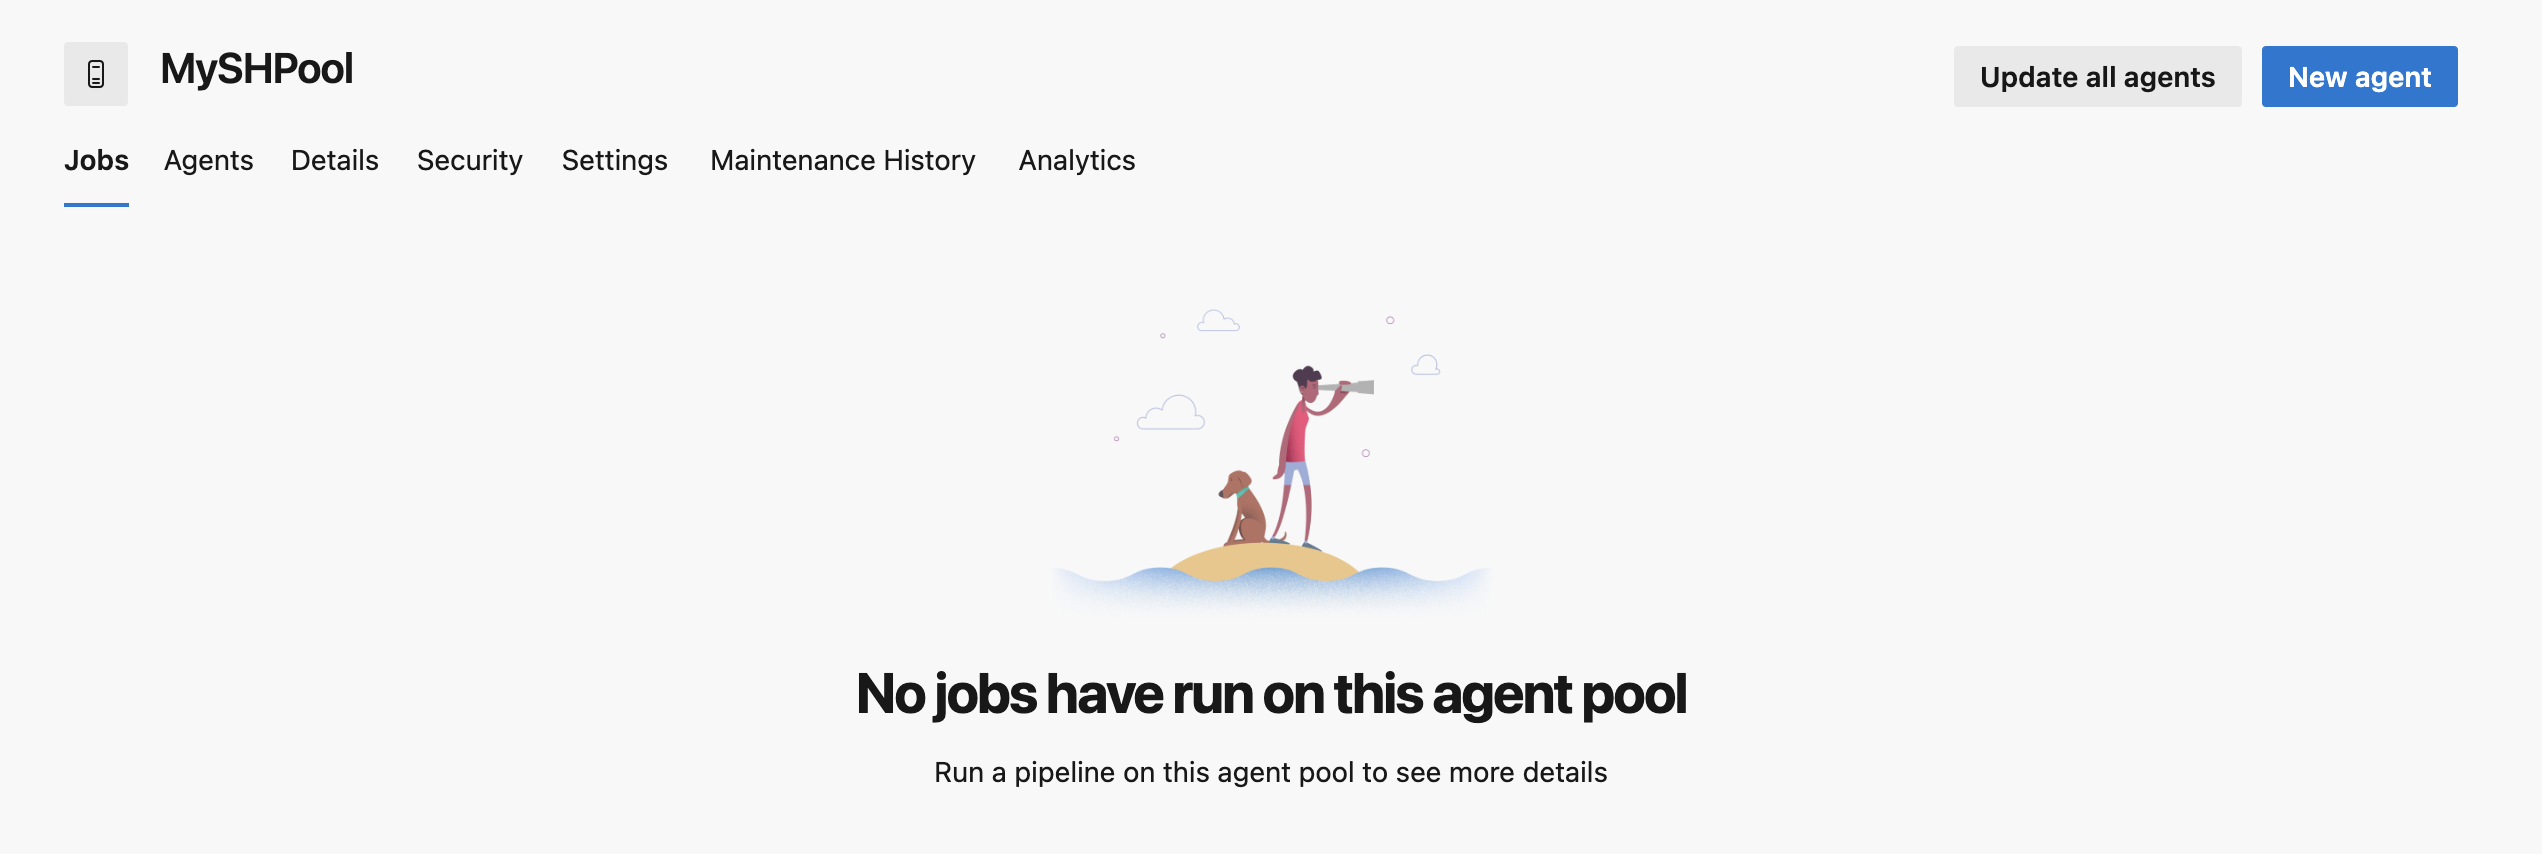 MySHPool
Update all agents
New agent
Jobs Agents Details Security Settings Maintenance History Analytics
No jobs have run on this agent pool
Run a pipeline on this agent pool to see more details